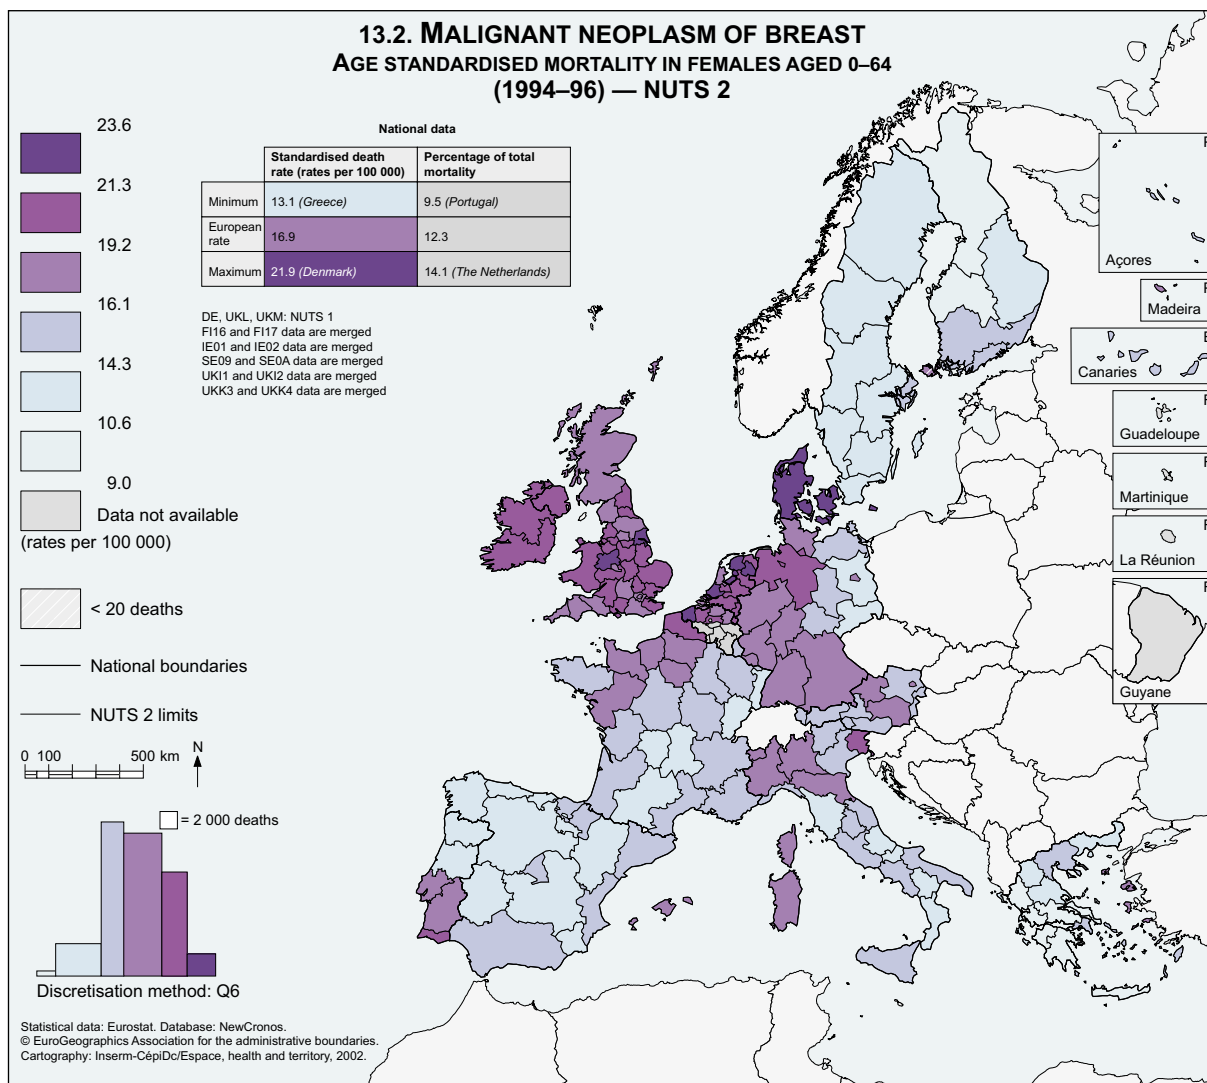 13.2. MALIGNANT NEOPLASM OF BREAST
AGE STANDARDISED MORTALITY IN FEMALES AGED 0–64
(1994–96) — NUTS 2
23.6
21.3
19.2
16.1
14.3
10.6
9.0
Data not available
(rates per 100 000)
< 20 deaths
National boundaries
NUTS 2 limits
0 100 500 km
N
= 2 000 deaths
Discretisation method: Q6
National data
Standardised death rate (rates per 100 000) Percentage of total mortality
Minimum 13.1 (Greece) 9.5 (Portugal)
European rate 16.9 12.3
Maximum 21.9 (Denmark) 14.1 (The Netherlands)
DE, UKL, UKM: NUTS 1
FI16 and FI17 data are merged
IE01 and IE02 data are merged
SE09 and SE0A data are merged
UKI1 and UKI2 data are merged
UKK3 and UKK4 data are merged
Açores
Madeira
Canaries
Guadeloupe
Martinique
La Réunion
Guyane
Statistical data: Eurostat. Database: NewCronos.
© EuroGeographics Association for the administrative boundaries.
Cartography: Inserm-CépiDc/Espace, health and territory, 2002.